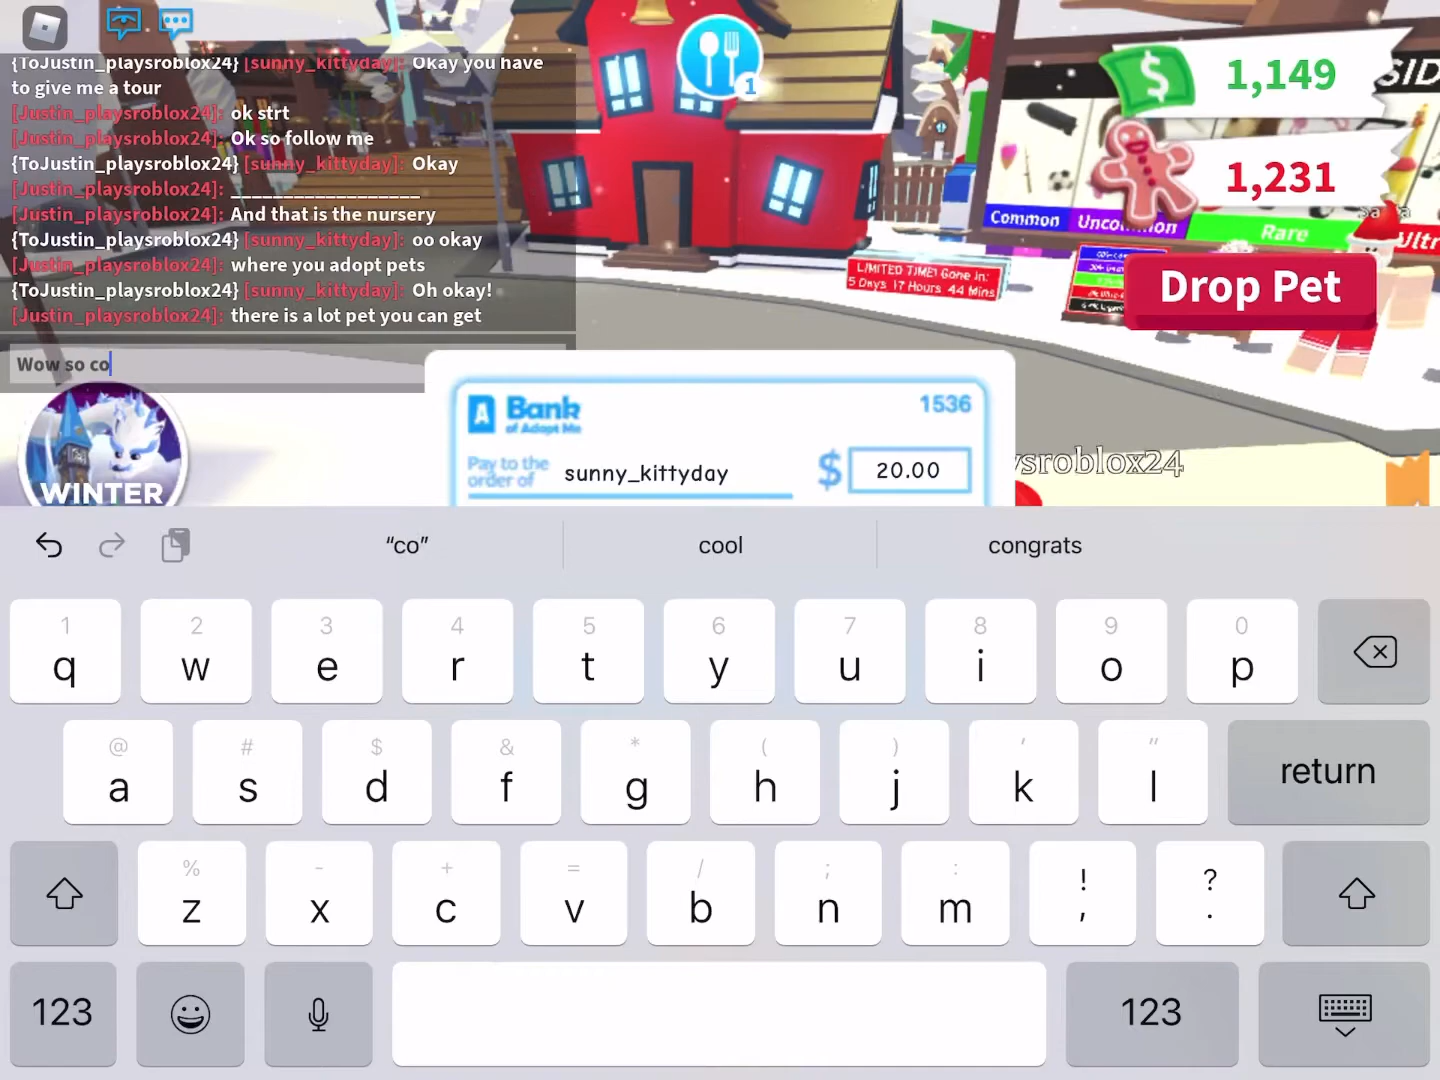 {ToJustin_playsroblox24} [sunny_kittyday]: Okay you have
to give me a tour
[Justin_playsroblox24]: ok strt
[Justin_playsroblox24]: Ok so follow me
{ToJustin_playsroblox24} [sunny_kittyday]: Okay
[Justin_playsroblox24]: __________________
[Justin_playsroblox24]: And that is the nursery
{ToJustin_playsroblox24} [sunny_kittyday]: oo okay
[Justin_playsroblox24]: where you adopt pets
{ToJustin_playsroblox24} [sunny_kittyday]: Oh okay!
[Justin_playsroblox24]: there is a lot pet you can get
Wow so co
WINTER
1
1,149
1,231
Common Uncommon Rare Ultr
LIMITED TIME! Gone In:
5 Days 17 Hours 44 Mins
Drop Pet
A Bank
of Adopt Me
1536
Pay to the
order of sunny_kittyday $ 20.00
ysroblox24
“co” cool congrats
1 2 3 4 5 6 7 8 9 0
q w e r t y u i o p
@ # $ & * ( ) ' "
a s d f g h j k l return
% - + = / ; : ! ?
z x c v b n m , .
123 123